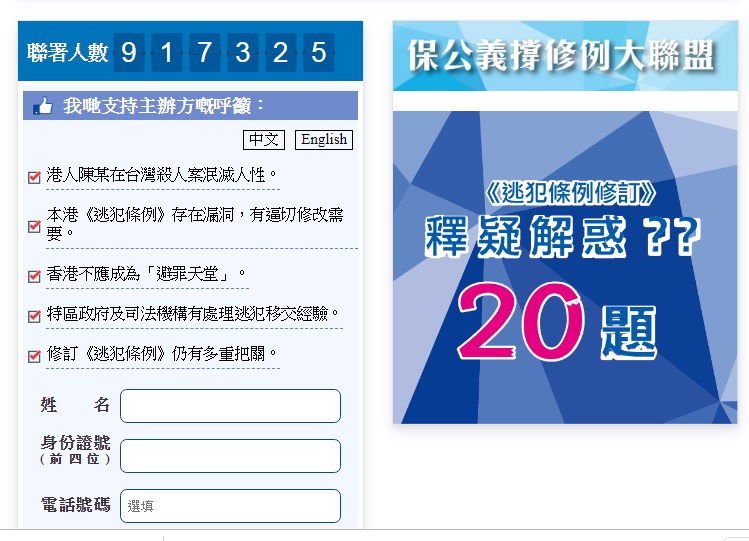 聯署人數 917325
我哋支持主辦方嘅呼籲：
中文 English
港人陳某在台灣殺人案泯滅人性。
本港《逃犯條例》存在漏洞，有逼切修改需
要。
香港不應成為「避罪天堂」。
特區政府及司法機構有處理逃犯移交經驗。
修訂《逃犯條例》仍有多重把關。
姓 名
身份證號
(前四位)
電話號碼 選填
保公義撐修例大聯盟
《逃犯條例修訂》
釋疑解惑??
20題